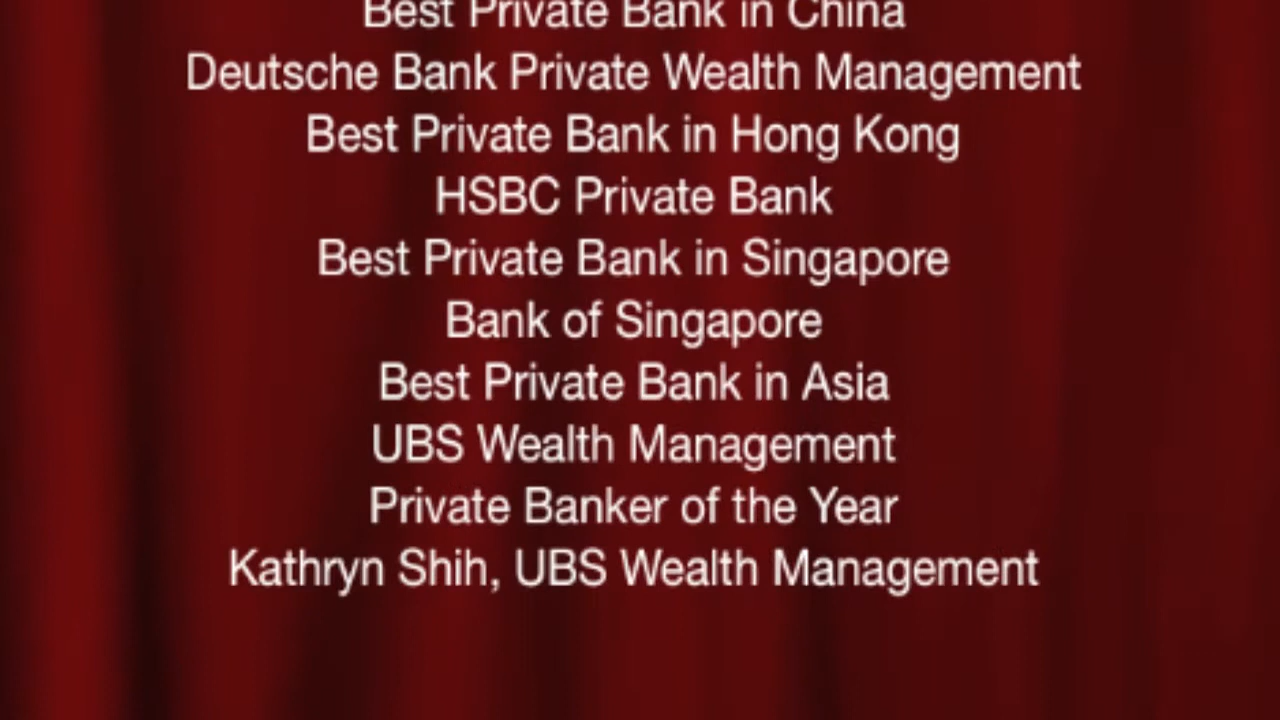 Best Private Bank in China
Deutsche Bank Private Wealth Management
Best Private Bank in Hong Kong
HSBC Private Bank
Best Private Bank in Singapore
Bank of Singapore
Best Private Bank in Asia
UBS Wealth Management
Private Banker of the Year
Kathryn Shih, UBS Wealth Management